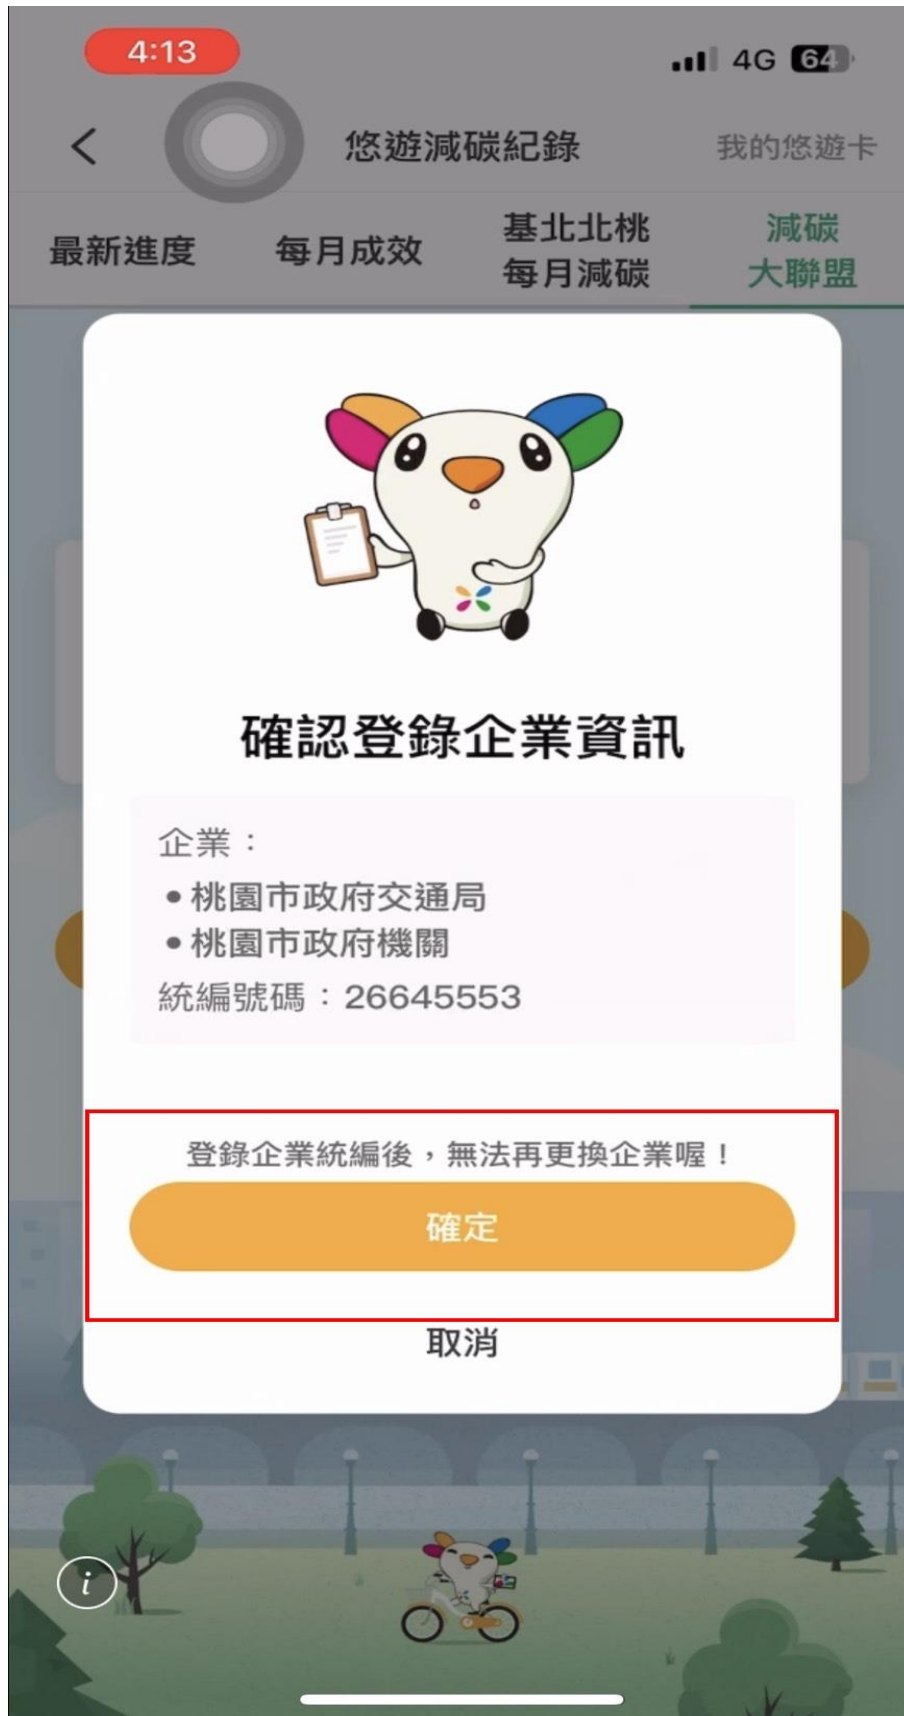 4:13
4G 64
悠遊減碳紀錄
我的悠遊卡
最新進度
每月成效
基北北桃
每月減碳
減碳
大聯盟
確認登錄企業資訊
企業：
•桃園市政府交通局
•桃園市政府機關
統編號碼：26645553
登錄企業統編後，無法再更換企業喔！
確定
取消
i